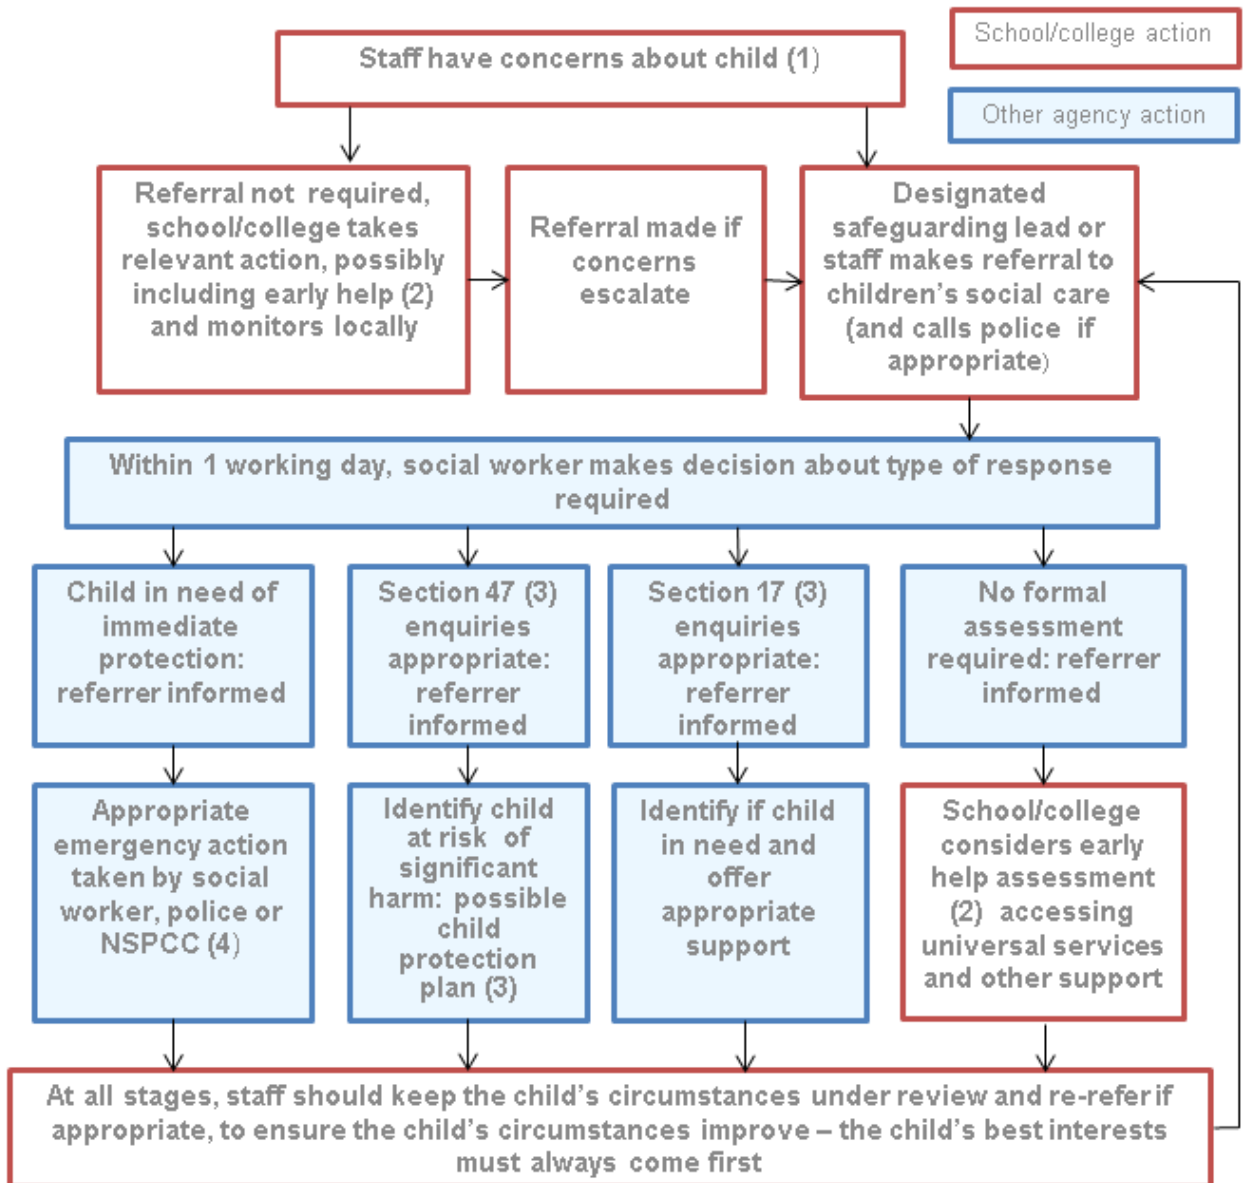 School/college action
Staff have concerns about child (1)
Other agency action
Referral not required,
school/college takes
relevant action, possibly
including early help (2)
and monitors locally
Referral made if
concerns
escalate
Designated
safeguarding lead or
staff makes referral to
children’s social care
(and calls police if
appropriate)
Within 1 working day, social worker makes decision about type of response
required
Child in need of
immediate
protection:
referrer informed
Section 47 (3)
enquiries
appropriate:
referrer
informed
Section 17 (3)
enquiries
appropriate:
referrer
informed
No formal
assessment
required: referrer
informed
Appropriate
emergency action
taken by social
worker, police or
NSPCC (4)
Identify child
at risk of
significant
harm: possible
child
protection
plan (3)
Identify if child
in need and
offer
appropriate
support
School/college
considers early
help assessment
(2) accessing
universal services
and other support
At all stages, staff should keep the child’s circumstances under review and re-refer if
appropriate, to ensure the child’s circumstances improve – the child’s best interests
must always come first